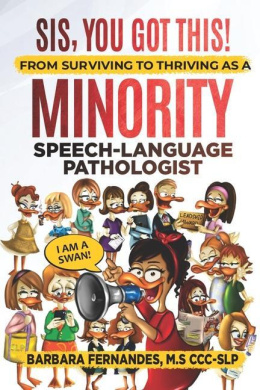 SIS, YOU GOT THIS!
FROM SURVIVING TO THRIVING AS A
MINORITY
SPEECH-LANGUAGE
PATHOLOGIST
I AM A
SWAN!
BARBARA FERNANDES, M.S CCC-SLP